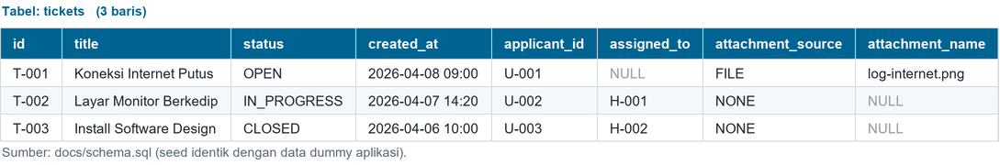 Tabel: tickets (3 baris)
id title status created_at applicant_id assigned_to attachment_source attachment_name
T-001 Koneksi Internet Putus OPEN 2026-04-08 09:00 U-001 NULL FILE log-internet.png
T-002 Layar Monitor Berkedip IN_PROGRESS 2026-04-07 14:20 U-002 H-001 NONE NULL
T-003 Install Software Design CLOSED 2026-04-06 10:00 U-003 H-002 NONE NULL
Sumber: docs/schema.sql (seed identik dengan data dummy aplikasi).